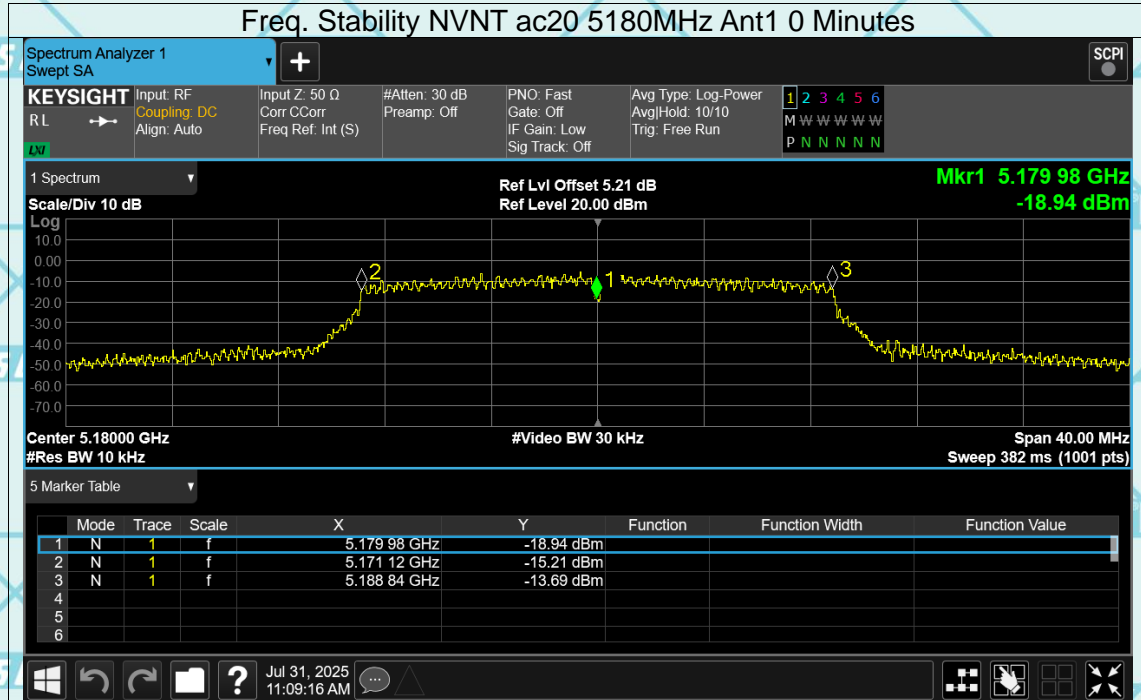 Freq. Stability NVNT ac20 5180MHz Ant1 0 Minutes
Spectrum Analyzer 1
Swept SA
+
SCPI
KEYSIGHT Input: RF Input Z: 50 Ω #Atten: 30 dB PNO: Fast Avg Type: Log-Power 1 2 3 4 5 6
RL Coupling: DC Corr CCorr Preamp: Off Gate: Off Avg|Hold: 10/10 M W W W W W
Align: Auto Freq Ref: Int (S) IF Gain: Low Trig: Free Run
LXI Sig Track: Off P N N N N N
1 Spectrum Ref Lvl Offset 5.21 dB Mkr1 5.179 98 GHz
Scale/Div 10 dB Ref Level 20.00 dBm -18.94 dBm
Log
10.0
0.00
-10.0
-20.0
-30.0
-40.0
-50.0
-60.0
-70.0
2 1 3
Center 5.18000 GHz #Video BW 30 kHz Span 40.00 MHz
#Res BW 10 kHz Sweep 382 ms (1001 pts)
5 Marker Table
Mode Trace Scale X Y Function Function Width Function Value
1 N 1 f 5.179 98 GHz -18.94 dBm
2 N 1 f 5.171 12 GHz -15.21 dBm
3 N 1 f 5.188 84 GHz -13.69 dBm
4
5
6
? Jul 31, 2025
11:09:16 AM